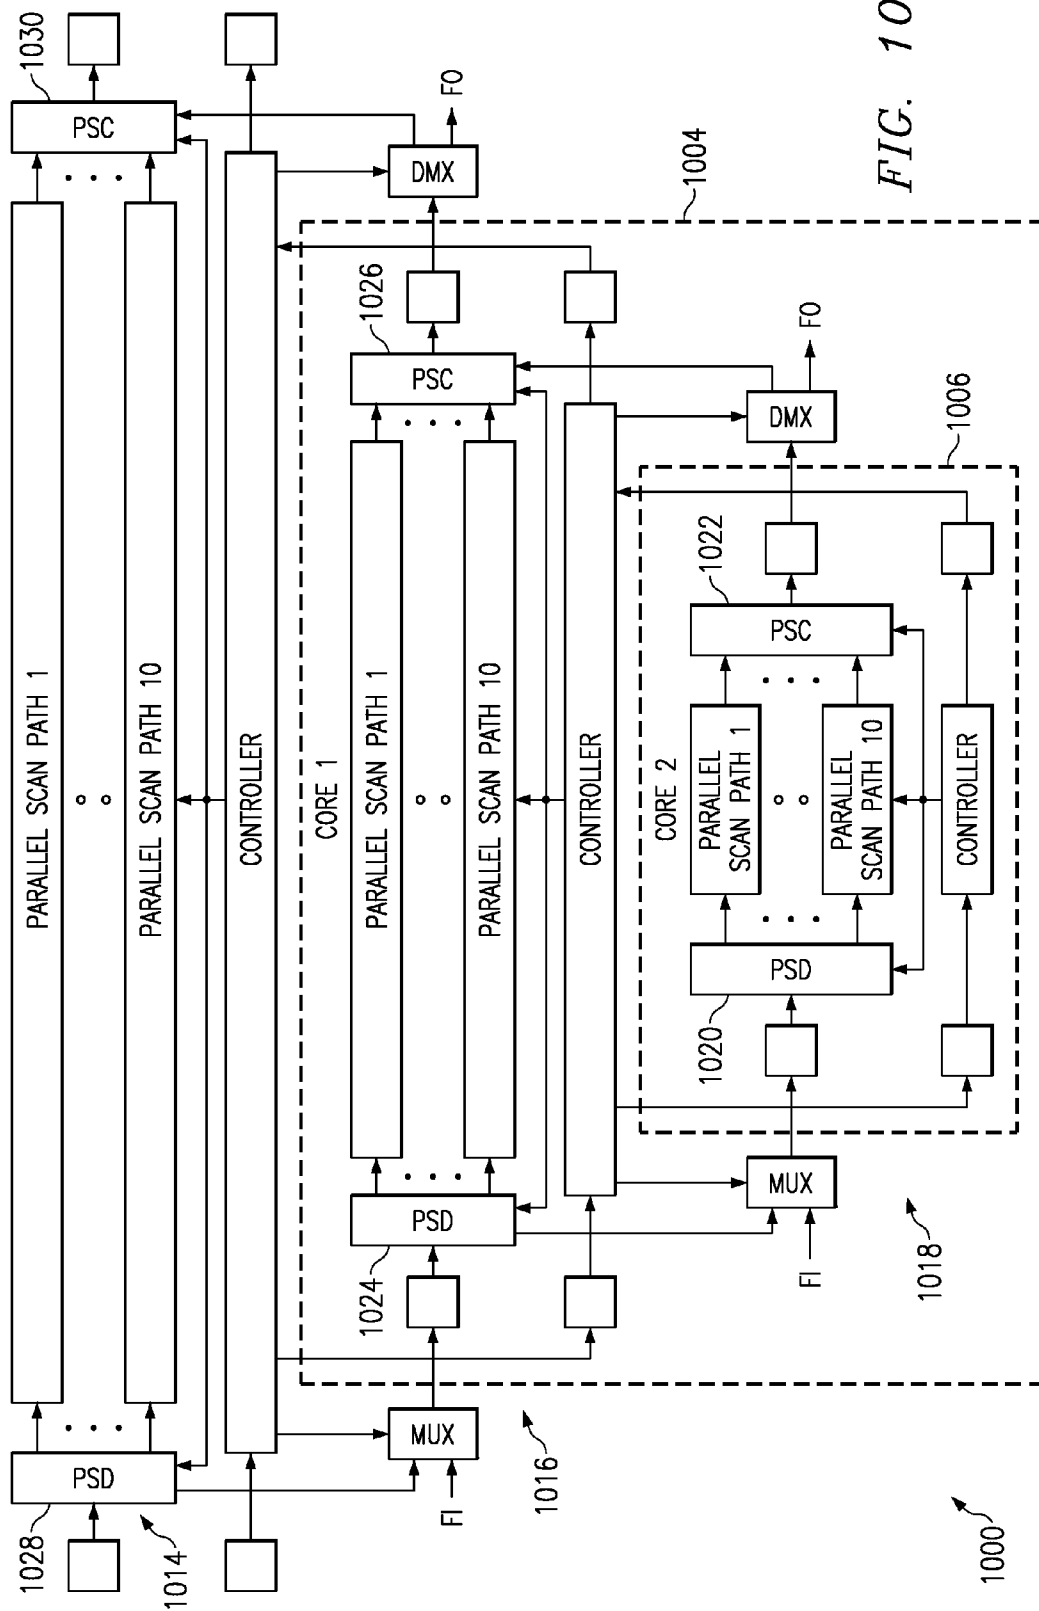 1028
PSD
1014
PARALLEL SCAN PATH 1
PARALLEL SCAN PATH 10
PSC
1030
CONTROLLER
MUX
FI
1016
DMX
FO
1004
CORE 1
1024
PSD
PARALLEL SCAN PATH 1
PARALLEL SCAN PATH 10
PSC
1026
CONTROLLER
MUX
FI
1018
DMX
FO
1006
CORE 2
1020
PSD
PARALLEL
SCAN PATH 1
PARALLEL
SCAN PATH 10
PSC
1022
CONTROLLER
1000
FIG. 10